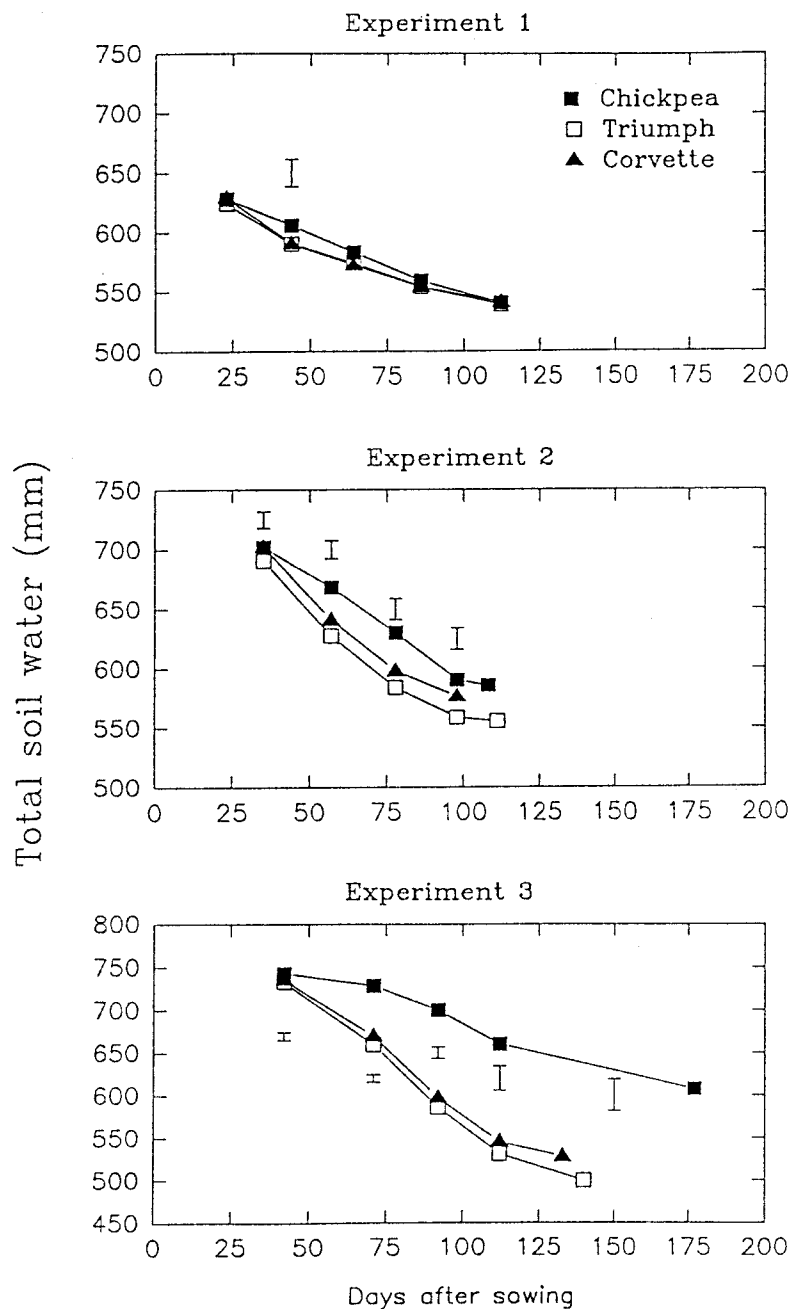 Experiment 1
750
700
650
600
550
500
Chickpea
Triumph
Corvette
0 25 50 75 100 125 150 175 200
Total soil water (mm)
Experiment 2
750
700
650
600
550
500
0 25 50 75 100 125 150 175 200
Experiment 3
800
750
700
650
600
550
500
450
0 25 50 75 100 125 150 175 200
Days after sowing